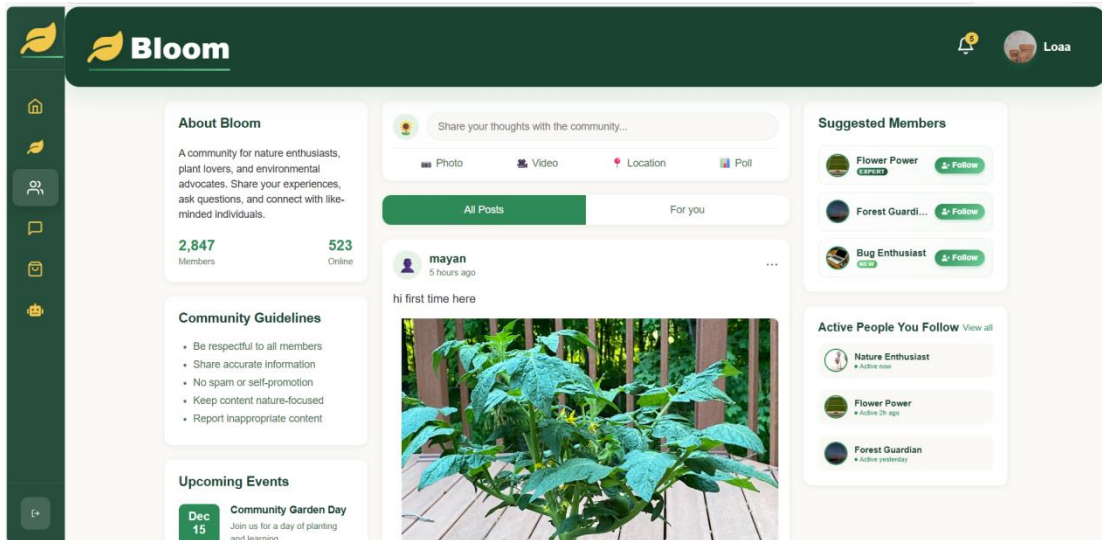 Bloom
5
Loaa
About Bloom
A community for nature enthusiasts,
plant lovers, and environmental
advocates. Share your experiences,
ask questions, and connect with like-
minded individuals.
2,847
523
Members
Online
Community Guidelines
• Be respectful to all members
• Share accurate information
• No spam or self-promotion
• Keep content nature-focused
• Report inappropriate content
Upcoming Events
Dec
15
Community Garden Day
Join us for a day of planting
and learning
Share your thoughts with the community...
Photo
Video
Location
Poll
All Posts
For you
mayan
5 hours ago
...
hi first time here
Suggested Members
Flower Power
EXPERT
Follow
Forest Guardi...
Follow
Bug Enthusiast
NEW
Follow
Active People You Follow
View all
Nature Enthusiast
• Active now
Flower Power
• Active 2h ago
Forest Guardian
• Active yesterday